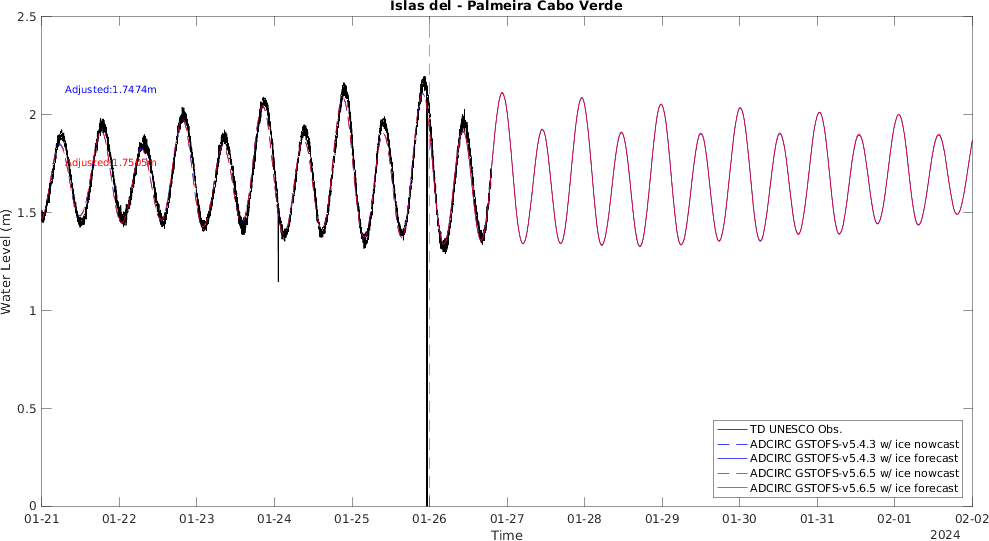 Islas del - Palmeira Cabo Verde
2.5
2
1.5
1
0.5
0
Water Level (m)
Adjusted:1.7474m
Adjusted:1.7505m
TD UNESCO Obs.
ADCIRC GSTOFS-v5.4.3 w/ ice nowcast
ADCIRC GSTOFS-v5.4.3 w/ ice forecast
ADCIRC GSTOFS-v5.6.5 w/ ice nowcast
ADCIRC GSTOFS-v5.6.5 w/ ice forecast
01-21 01-22 01-23 01-24 01-25 01-26 01-27 01-28 01-29 01-30 01-31 02-01 02-02
Time
2024